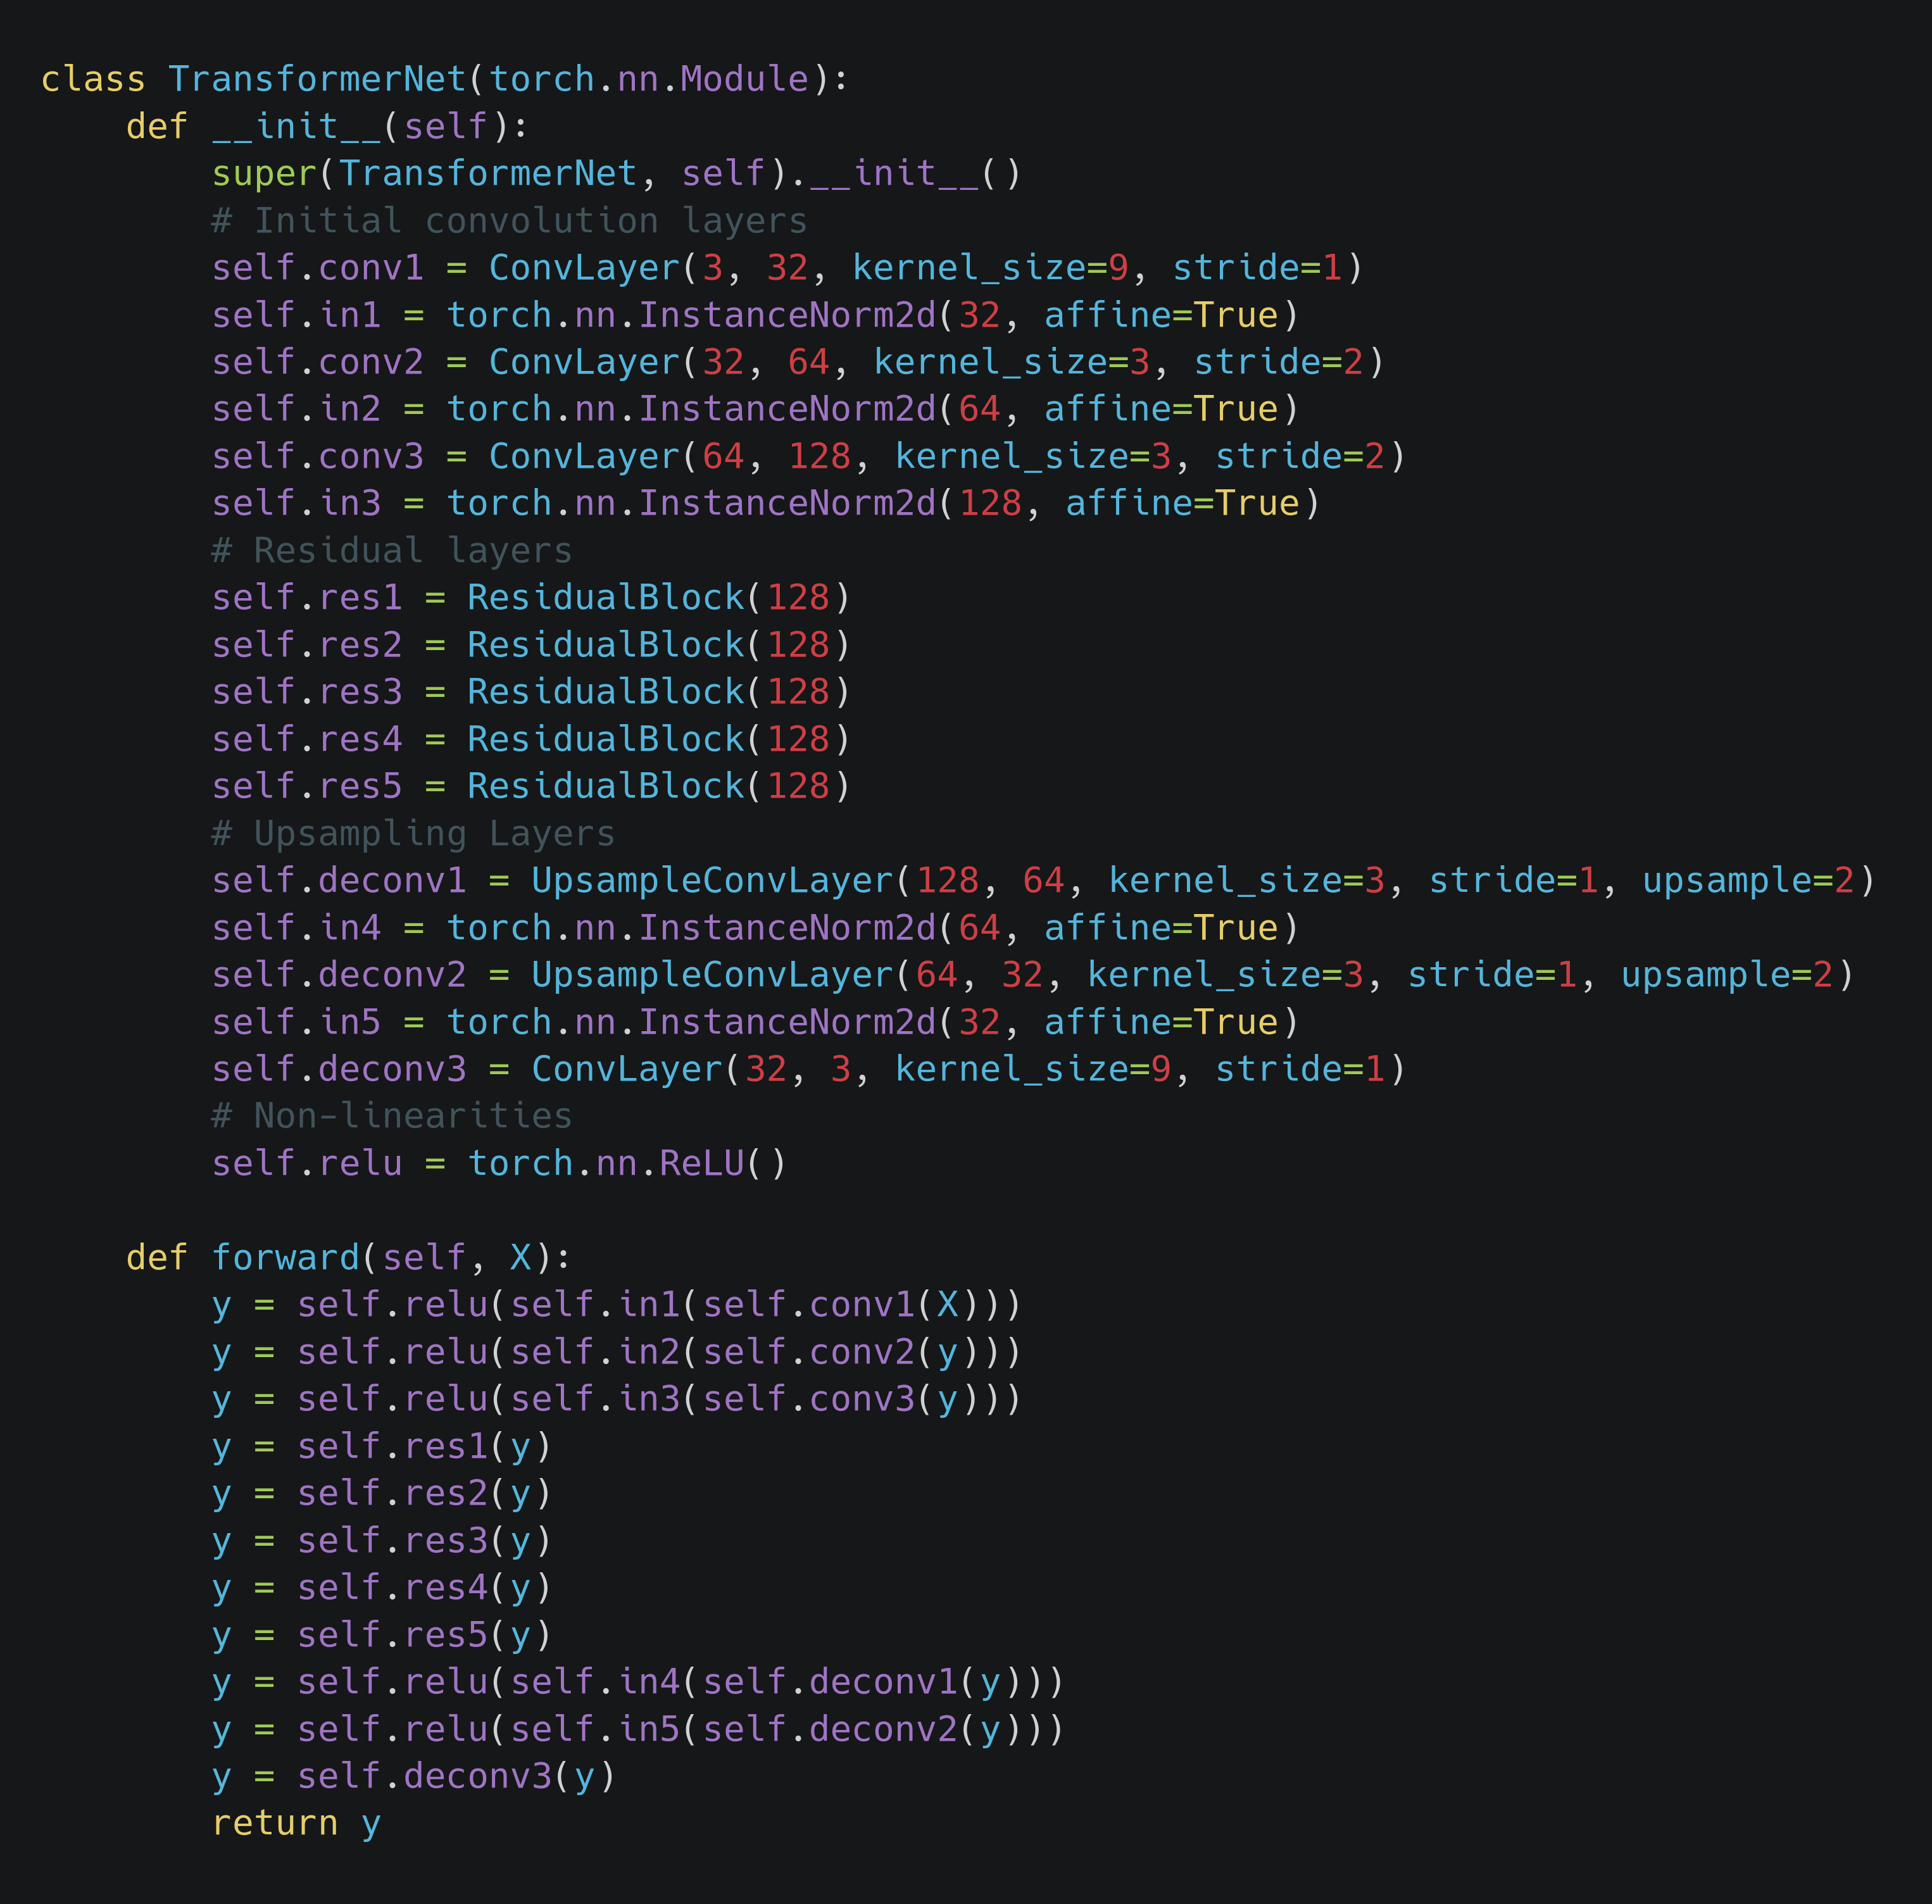 class TransformerNet(torch.nn.Module):
    def __init__(self):
        super(TransformerNet, self).__init__()
        # Initial convolution layers
        self.conv1 = ConvLayer(3, 32, kernel_size=9, stride=1)
        self.in1 = torch.nn.InstanceNorm2d(32, affine=True)
        self.conv2 = ConvLayer(32, 64, kernel_size=3, stride=2)
        self.in2 = torch.nn.InstanceNorm2d(64, affine=True)
        self.conv3 = ConvLayer(64, 128, kernel_size=3, stride=2)
        self.in3 = torch.nn.InstanceNorm2d(128, affine=True)
        # Residual layers
        self.res1 = ResidualBlock(128)
        self.res2 = ResidualBlock(128)
        self.res3 = ResidualBlock(128)
        self.res4 = ResidualBlock(128)
        self.res5 = ResidualBlock(128)
        # Upsampling Layers
        self.deconv1 = UpsampleConvLayer(128, 64, kernel_size=3, stride=1, upsample=2)
        self.in4 = torch.nn.InstanceNorm2d(64, affine=True)
        self.deconv2 = UpsampleConvLayer(64, 32, kernel_size=3, stride=1, upsample=2)
        self.in5 = torch.nn.InstanceNorm2d(32, affine=True)
        self.deconv3 = ConvLayer(32, 3, kernel_size=9, stride=1)
        # Non-linearities
        self.relu = torch.nn.ReLU()

    def forward(self, X):
        y = self.relu(self.in1(self.conv1(X)))
        y = self.relu(self.in2(self.conv2(y)))
        y = self.relu(self.in3(self.conv3(y)))
        y = self.res1(y)
        y = self.res2(y)
        y = self.res3(y)
        y = self.res4(y)
        y = self.res5(y)
        y = self.relu(self.in4(self.deconv1(y)))
        y = self.relu(self.in5(self.deconv2(y)))
        y = self.deconv3(y)
        return y